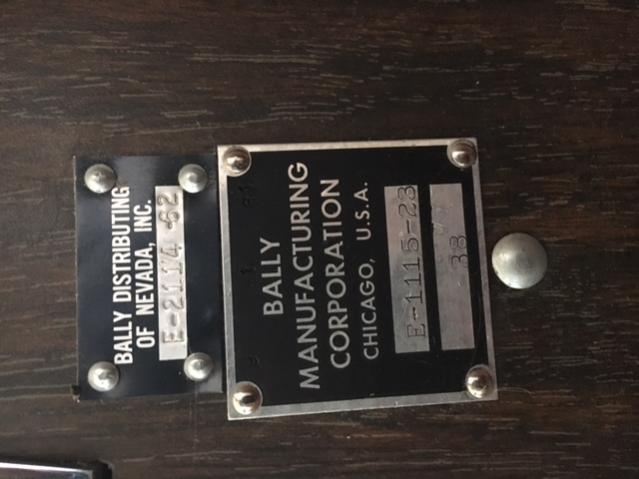 BALLY DISTRIBUTING
OF NEVADA, INC.
E-2114 62
BALLY
MANUFACTURING
CORPORATION
CHICAGO, U.S.A.
E-1115-23
38